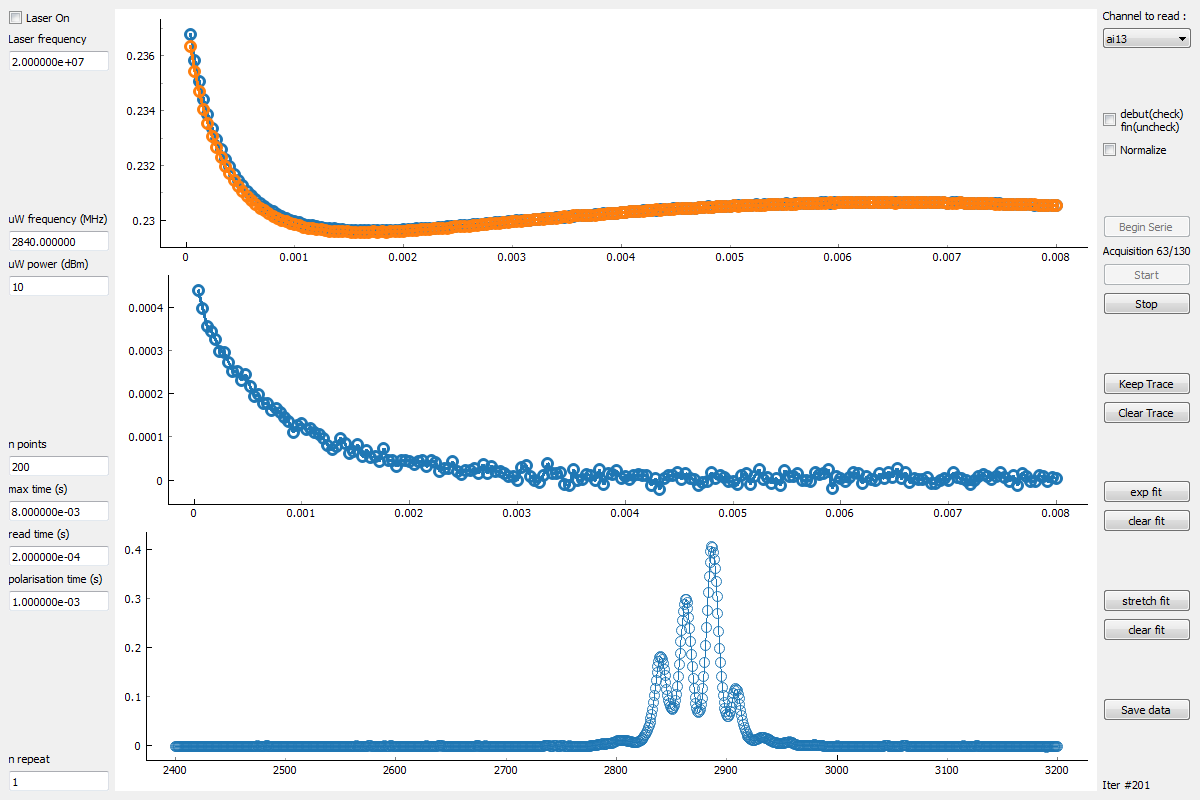 Laser On
Laser frequency
2.000000e+07
uW frequency (MHz)
2840.000000
uW power (dBm)
10
n points
200
max time (s)
8.000000e-03
read time (s)
2.000000e-04
polarisation time (s)
1.000000e-03
n repeat
1
0.236
0.234
0.232
0.23
0 0.001 0.002 0.003 0.004 0.005 0.006 0.007 0.008
0.0004
0.0003
0.0002
0.0001
0
0 0.001 0.002 0.003 0.004 0.005 0.006 0.007 0.008
0.4
0.3
0.2
0.1
0
2400 2500 2600 2700 2800 2900 3000 3100 3200
Channel to read :
ai13
debut(check)
fin(uncheck)
Normalize
Begin Serie
Acquisition 63/130
Start
Stop
Keep Trace
Clear Trace
exp fit
clear fit
stretch fit
clear fit
Save data
Iter #201